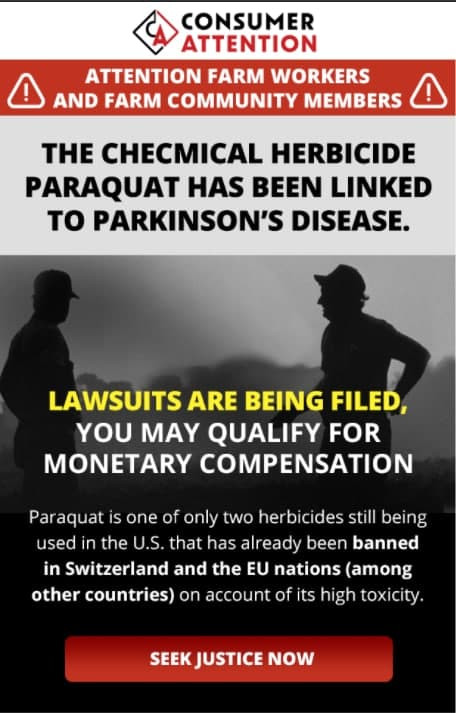 CONSUMER
ATTENTION
ATTENTION FARM WORKERS
AND FARM COMMUNITY MEMBERS
THE CHECMICAL HERBICIDE
PARAQUAT HAS BEEN LINKED
TO PARKINSON'S DISEASE.
LAWSUITS ARE BEING FILED,
YOU MAY QUALIFY FOR
MONETARY COMPENSATION
Paraquat is one of only two herbicides still being
used in the U.S. that has already been banned
in Switzerland and the EU nations (among
other countries) on account of its high toxicity.
SEEK JUSTICE NOW